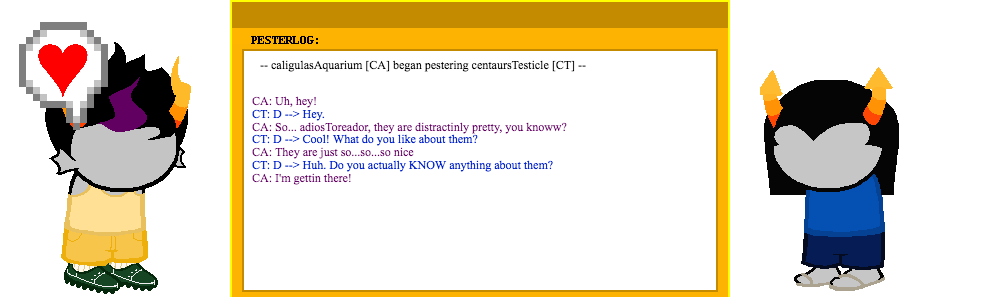 PESTERLOG:
-- caligulasAquarium [CA] began pestering centaursTesticle [CT] --
CA: Uh, hey!
CT: D --> Hey.
CA: So... adiosToreador, they are distractinly pretty, you knoww?
CT: D --> Cool! What do you like about them?
CA: They are just so...so...so nice
CT: D --> Huh. Do you actually KNOW anything about them?
CA: I'm gettin there!